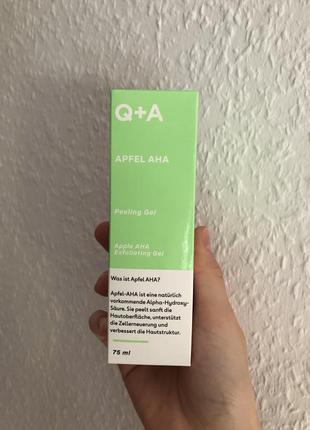 Q+A
APFEL AHA
Peeling Gel
Apple AHA
Exfoliating Gel
Was ist Apfel AHA?
Apfel-AHA ist eine natürlich
vorkommende Alpha-Hydroxy-
Säure. Sie peelt sanft die
Hautoberfläche, unterstützt
die Zellerneuerung und
verbessert die Hautstruktur.
75 ml